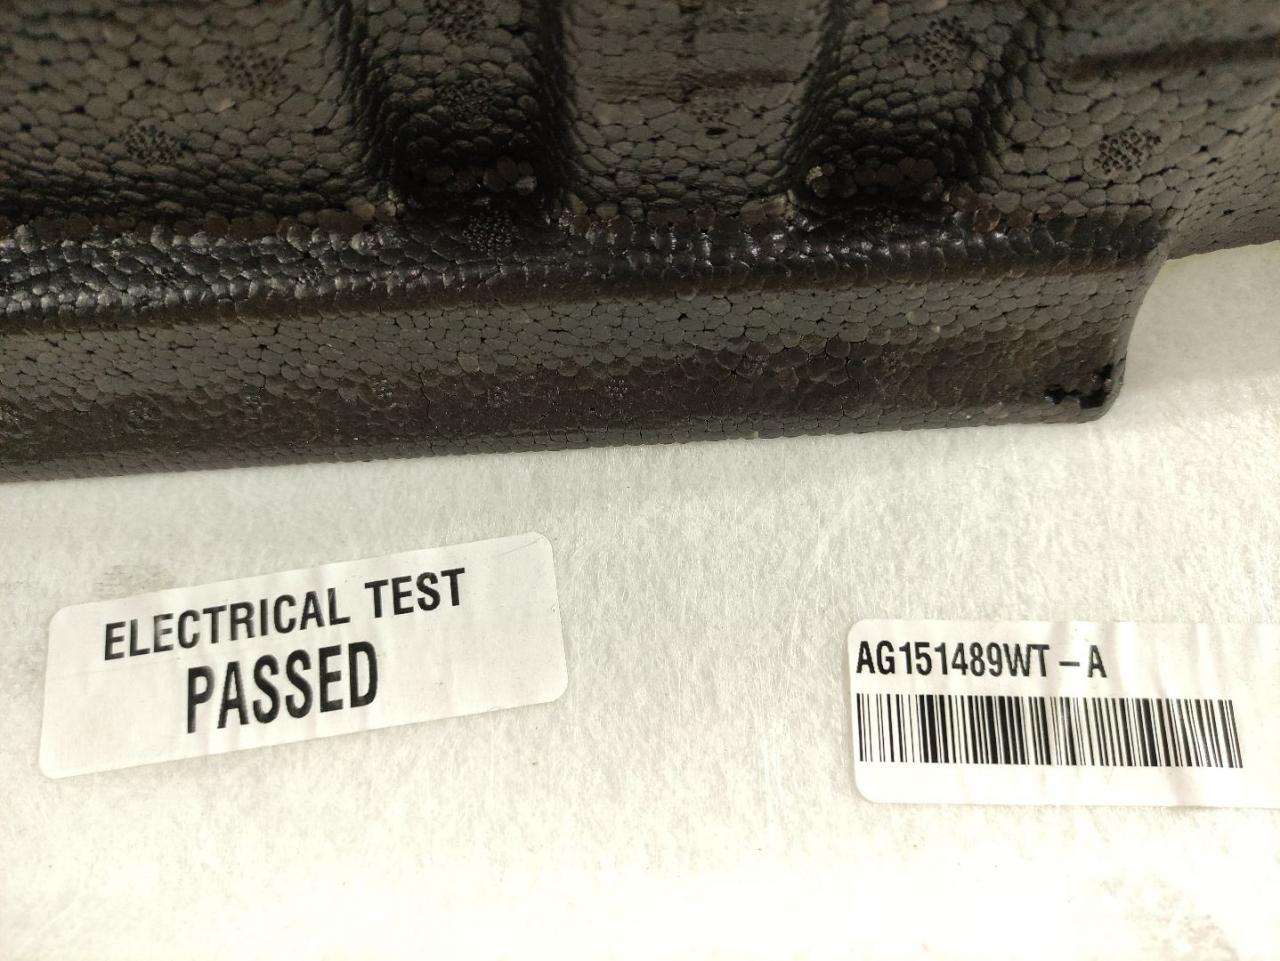 ELECTRICAL TEST
PASSED
AG151489WT-A